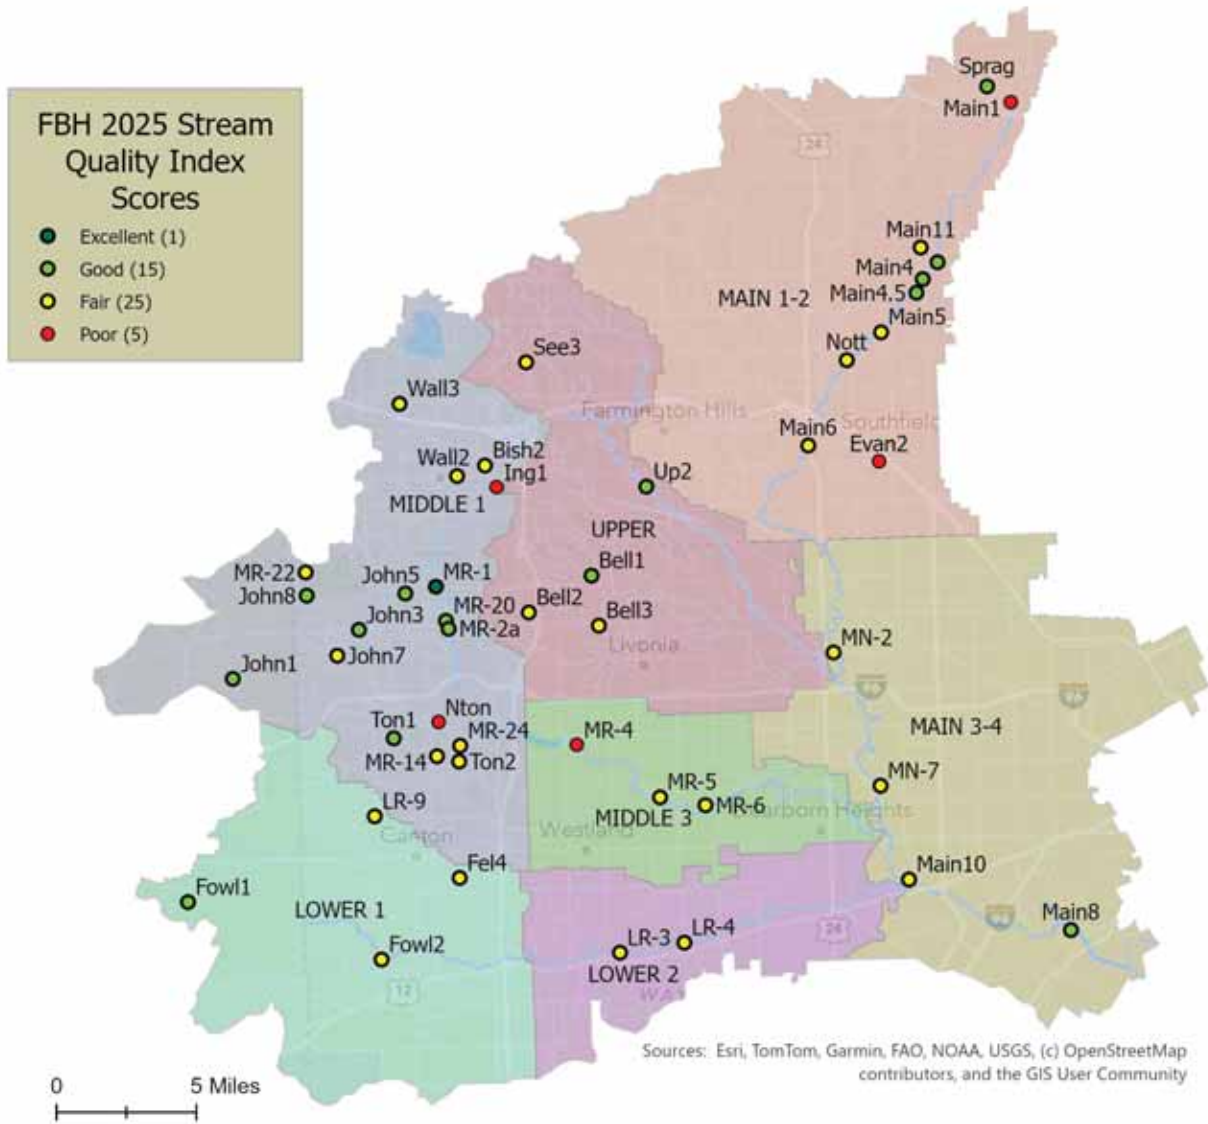 FBH 2025 Stream
Quality Index
Scores
Excellent (1)
Good (15)
Fair (25)
Poor (5)
Sprag
Main1
24
Main11
Main4
MAIN 1-2
Main4.5
Main5
Nott
See3
Wall3
Farmington Hills
Southfield
Main6
Evan2
Bish2
Wall2
Ing1
Up2
MIDDLE 1
UPPER
MR-22
John5
MR-1
Bell1
John8
John3
MR-20
Bell2
Bell3
MR-2a
MN-2
John1
John7
Livonia
Nton
Ton1
MR-24
MR-4
MAIN 3-4
MR-14
Ton2
MR-5
MN-7
LR-9
MIDDLE 3
MR-6
Dearborn Heights
Canton
Westland
Fel4
Main10
Fowl1
LOWER 1
Main8
LR-4
24
Fowl2
LR-3
LOWER 2
12
Sources: Esri, TomTom, Garmin, FAO, NOAA, USGS, (c) OpenStreetMap
contributors, and the GIS User Community
0
5 Miles